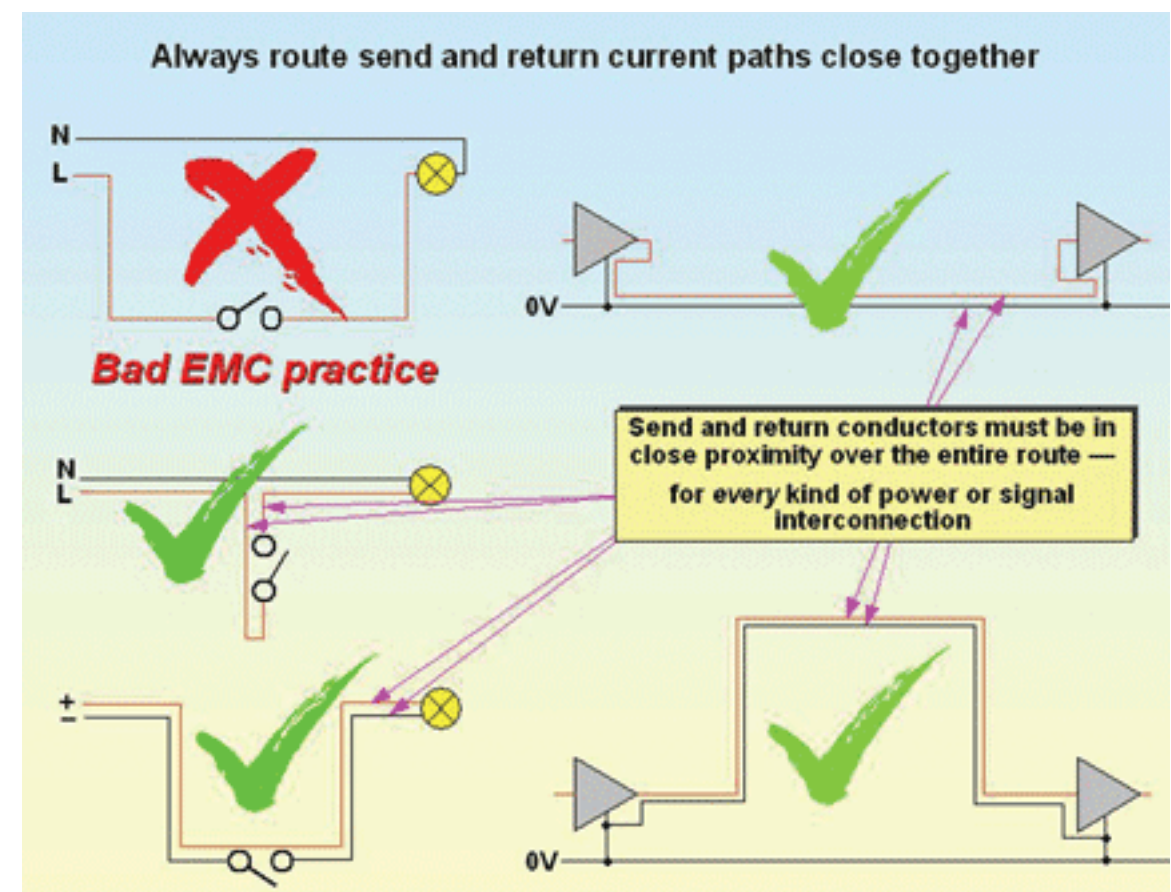 Always route send and return current paths close together
N
L
0V
Bad EMC practice
Send and return conductors must be in
close proximity over the entire route —
for every kind of power or signal
interconnection
N
L
+
−
0V